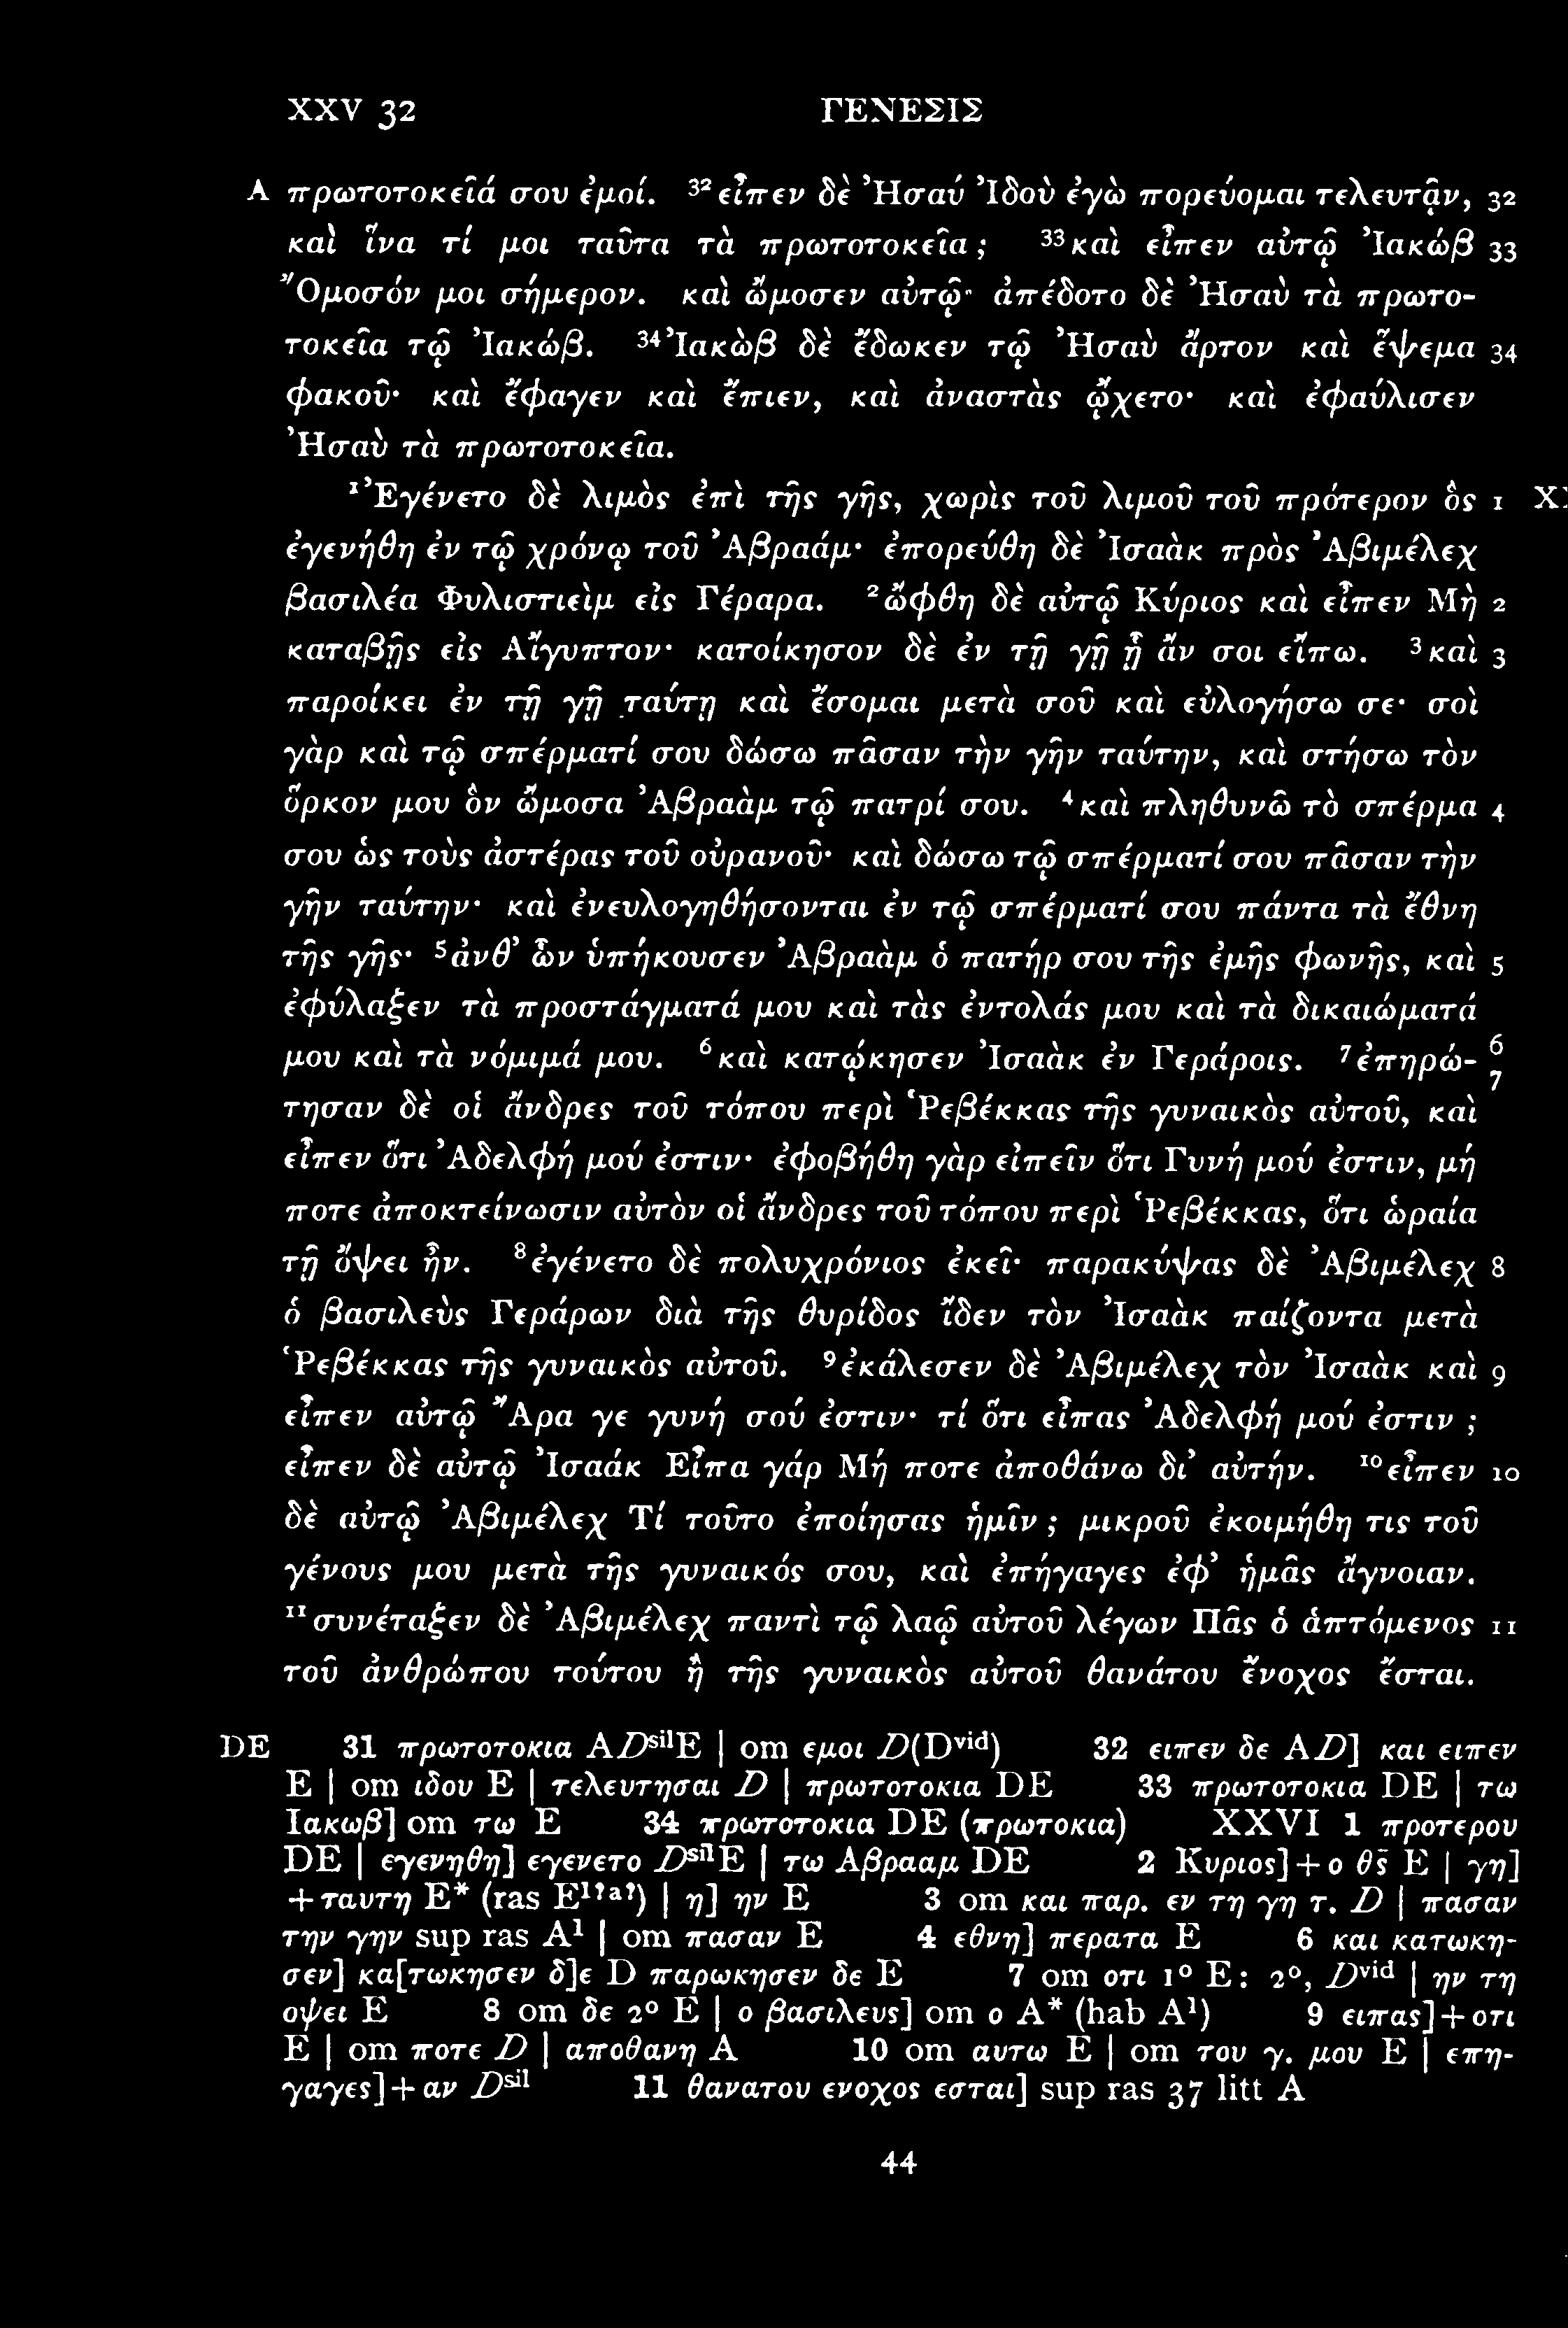 XXV 32 ΓΕΝΕΣΙΣ
A πρωτοτοκεῖά σου ἐμοί. ³²εἶπεν δὲ Ἠσαύ Ἰδοὺ ἐγὼ πορεύομαι τελευτᾷν, 32
καὶ ἵνα τί μοι ταῦτα τὰ πρωτοτοκεῖα; ³³καὶ εἶπεν αὐτῷ Ἰακώβ 33
Ὄμοσόν μοι σήμερον. καὶ ὤμοσεν αὐτῷ· ἀπέδοτο δὲ Ἠσαὺ τὰ πρωτο-
τοκεῖα τῷ Ἰακώβ. ³⁴Ἰακὼβ δὲ ἔδωκεν τῷ Ἠσαὺ ἄρτον καὶ ἕψεμα 34
φακοῦ· καὶ ἔφαγεν καὶ ἔπιεν, καὶ ἀναστὰς ᾤχετο· καὶ ἐφαύλισεν
Ἠσαὺ τὰ πρωτοτοκεῖα.
¹Ἐγένετο δὲ λιμὸς ἐπὶ τῆς γῆς, χωρὶς τοῦ λιμοῦ τοῦ πρότερον ὃς 1
ἐγενήθη ἐν τῷ χρόνῳ τοῦ Ἀβραάμ· ἐπορεύθη δὲ Ἰσαὰκ πρὸς Ἀβιμέλεχ
βασιλέα Φυλιστιεὶμ εἰς Γέραρα. ²ὤφθη δὲ αὐτῷ Κύριος καὶ εἶπεν Μὴ 2
καταβῇς εἰς Αἴγυπτον· κατοίκησον δὲ ἐν τῇ γῇ ᾗ ἄν σοι εἴπω. ³καὶ 3
παροίκει ἐν τῇ γῇ ταύτῃ καὶ ἔσομαι μετὰ σοῦ καὶ εὐλογήσω σε· σοὶ
γὰρ καὶ τῷ σπέρματί σου δώσω πᾶσαν τὴν γῆν ταύτην, καὶ στήσω τὸν
ὅρκον μου ὃν ὤμοσα Ἀβραὰμ τῷ πατρί σου. ⁴καὶ πληθυνῶ τὸ σπέρμα 4
σου ὡς τοὺς ἀστέρας τοῦ οὐρανοῦ· καὶ δώσω τῷ σπέρματί σου πᾶσαν τὴν
γῆν ταύτην· καὶ ἐνευλογηθήσονται ἐν τῷ σπέρματί σου πάντα τὰ ἔθνη
τῆς γῆς· ⁵ἀνθ’ ὧν ὑπήκουσεν Ἀβραὰμ ὁ πατήρ σου τῆς ἐμῆς φωνῆς, καὶ 5
ἐφύλαξεν τὰ προστάγματά μου καὶ τὰς ἐντολάς μου καὶ τὰ δικαιώματά
μου καὶ τὰ νόμιμά μου. ⁶καὶ κατῴκησεν Ἰσαὰκ ἐν Γεράροις. ⁷ἐπηρώ- 6 7
τησαν δὲ οἱ ἄνδρες τοῦ τόπου περὶ Ῥεβέκκας τῆς γυναικὸς αὐτοῦ, καὶ
εἶπεν ὅτι Ἀδελφή μού ἐστιν· ἐφοβήθη γὰρ εἰπεῖν ὅτι Γυνή μού ἐστιν, μή
ποτε ἀποκτείνωσιν αὐτὸν οἱ ἄνδρες τοῦ τόπου περὶ Ῥεβέκκας, ὅτι ὡραία
τῇ ὄψει ἦν. ⁸ἐγένετο δὲ πολυχρόνιος ἐκεῖ· παρακύψας δὲ Ἀβιμέλεχ 8
ὁ βασιλεὺς Γεράρων διὰ τῆς θυρίδος ἴδεν τὸν Ἰσαὰκ παίζοντα μετὰ
Ῥεβέκκας τῆς γυναικὸς αὐτοῦ. ⁹ἐκάλεσεν δὲ Ἀβιμέλεχ τὸν Ἰσαὰκ καὶ 9
εἶπεν αὐτῷ Ἄρα γε γυνή σού ἐστιν· τί ὅτι εἶπας Ἀδελφή μού ἐστιν;
εἶπεν δὲ αὐτῷ Ἰσαάκ Εἶπα γάρ Μή ποτε ἀποθάνω δι’ αὐτήν. ¹⁰εἶπεν 10
δὲ αὐτῷ Ἀβιμέλεχ Τί τοῦτο ἐποίησας ἡμῖν; μικροῦ ἐκοιμήθη τις τοῦ
γένους μου μετὰ τῆς γυναικός σου, καὶ ἐπήγαγες ἐφ’ ἡμᾶς ἄγνοιαν.
¹¹συνέταξεν δὲ Ἀβιμέλεχ παντὶ τῷ λαῷ αὐτοῦ λέγων Πᾶς ὁ ἁπτόμενος 11
τοῦ ἀνθρώπου τούτου ἢ τῆς γυναικὸς αὐτοῦ θανάτου ἔνοχος ἔσται.
DE 31 πρωτοτοκια ADˢⁱˡE | om εμοι D(Dᵛⁱᵈ) 32 ειπεν δε AD] και ειπεν
E | om ιδου E | τελευτησαι D | πρωτοτοκια DE 33 πρωτοτοκια DE | τω
Ιακωβ] om τω E 34 πρωτοτοκια DE (πρωτοκια) XXVI 1 προτερου
DE | εγενηθη] εγενετο DˢⁱˡE | τω Αβρααμ DE 2 Κυριος]+ο θς̄ E | γη]
+ταυτη E* (ras E¹ˀᵃˀ) | η] ην E 3 om και παρ. εν τη γη τ. D | πασαν
την γην sup ras A¹ | om πασαν E 4 εθνη] περατα E 6 και κατωκη-
σεν] κα[τωκησεν δ]ε D παρωκησεν δε E 7 om οτι 1° E: 2°, Dᵛⁱᵈ | ην τη
οψει E 8 om δε 2° E | ο βασιλευς] om ο A* (hab A¹) 9 ειπας]+οτι
E | om ποτε D | αποθανη A 10 om αυτω E | om του γ. μου E | επη-
γαγες]+αν Dˢⁱˡ 11 θανατου ενοχος εσται] sup ras 37 litt A
44